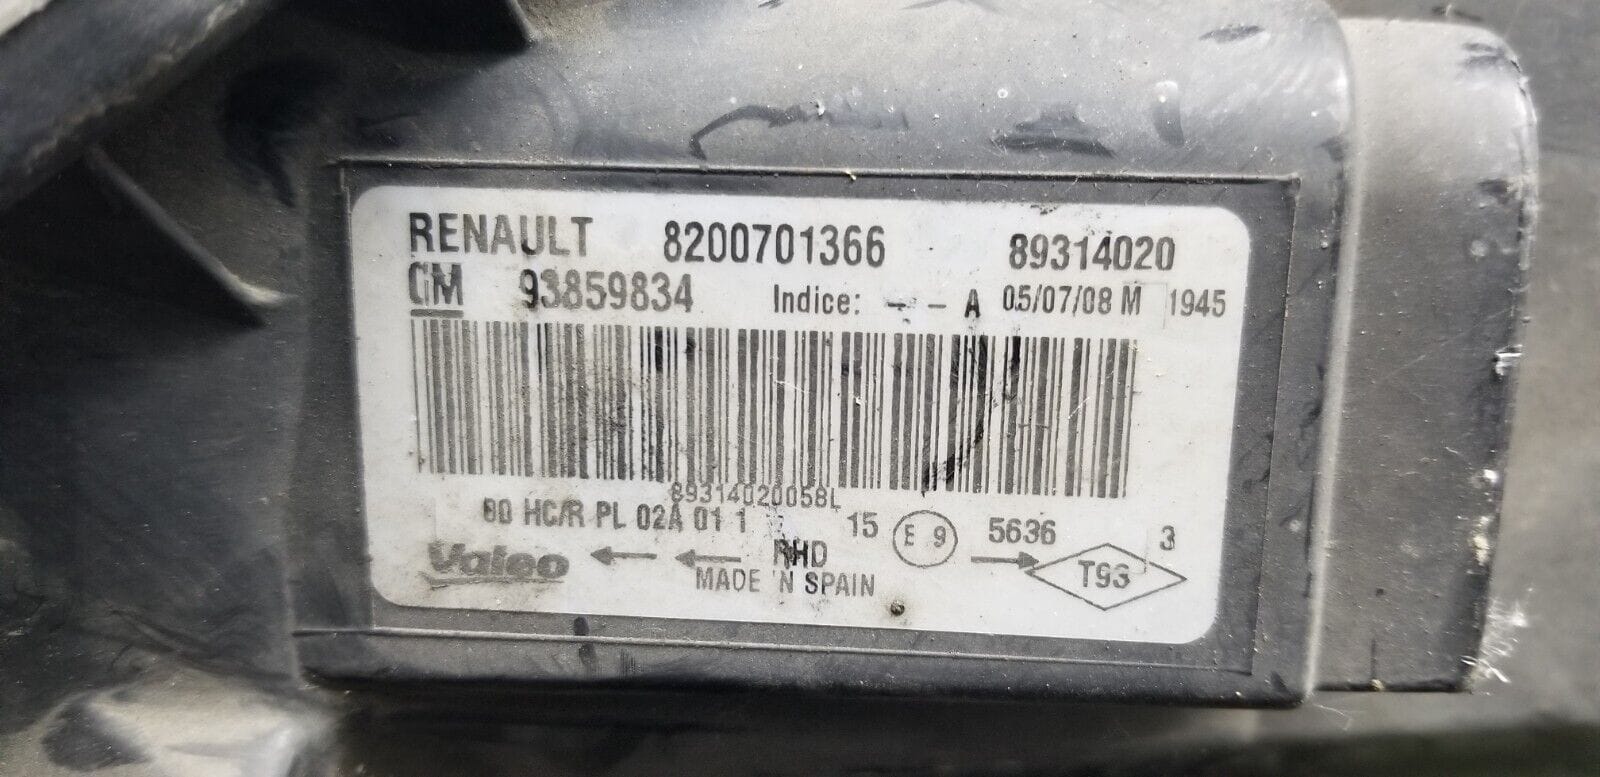 RENAULT 8200701366 89314020
GM 93859834 Indice: - - A 05/07/08 M 1945
89314020058L
80 HC/R PL 02A 01 1 15 E 9 5636 3
Valeo RHD T93
MADE IN SPAIN